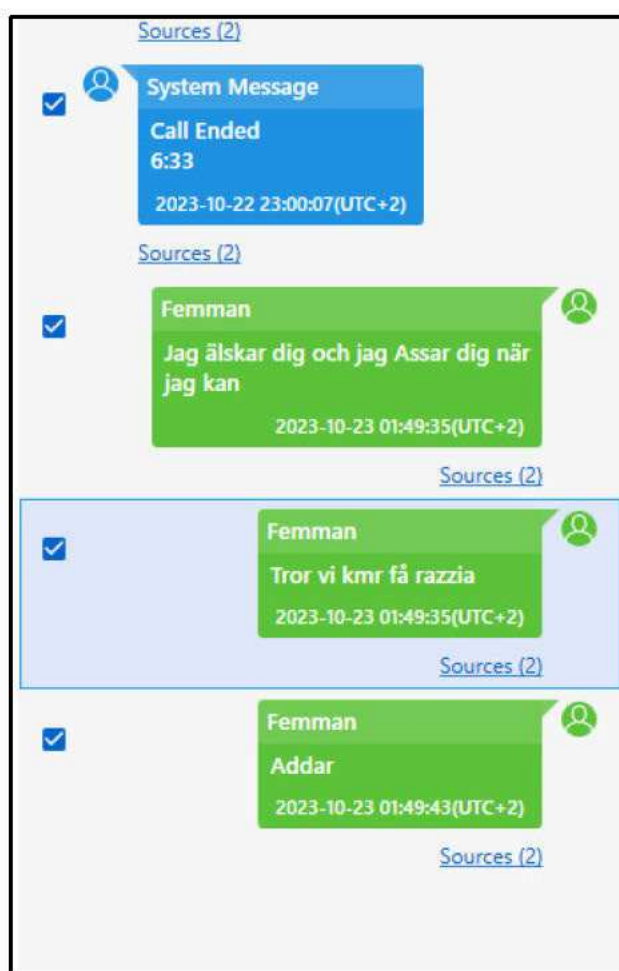 Sources (2)
System Message
Call Ended
6:33
2023-10-22 23:00:07(UTC+2)
Sources (2)
Femman
Jag älskar dig och jag Assar dig när
jag kan
2023-10-23 01:49:35(UTC+2)
Sources (2)
Femman
Tror vi kmr få razzia
2023-10-23 01:49:35(UTC+2)
Sources (2)
Femman
Addar
2023-10-23 01:49:43(UTC+2)
Sources (2)